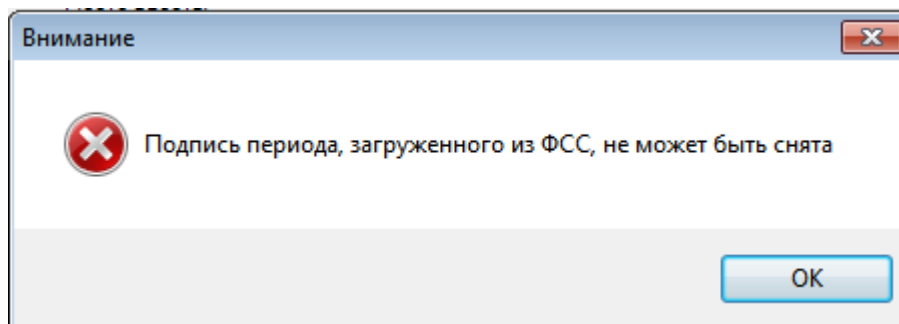 Внимание
Подпись периода, загруженного из ФСС, не может быть снята
OK